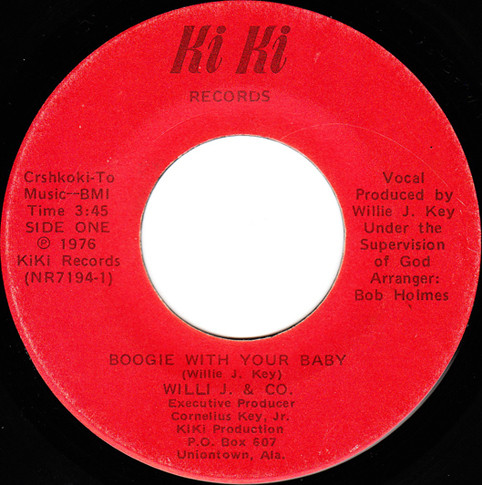 Ki Ki
RECORDS
Crshkoki-To
Music--BMI
Time 3:45
SIDE ONE
Ⓟ 1976
KiKi Records
(NR7194-1)
Vocal
Produced by
Willie J. Key
Under the
Supervision
of God
Arranger:
Bob Holmes
BOOGIE WITH YOUR BABY
(Willie J. Key)
WILLI J. & CO.
Executive Producer
Cornelius Key, Jr.
KiKi Production
P.O. Box 607
Uniontown, Ala.